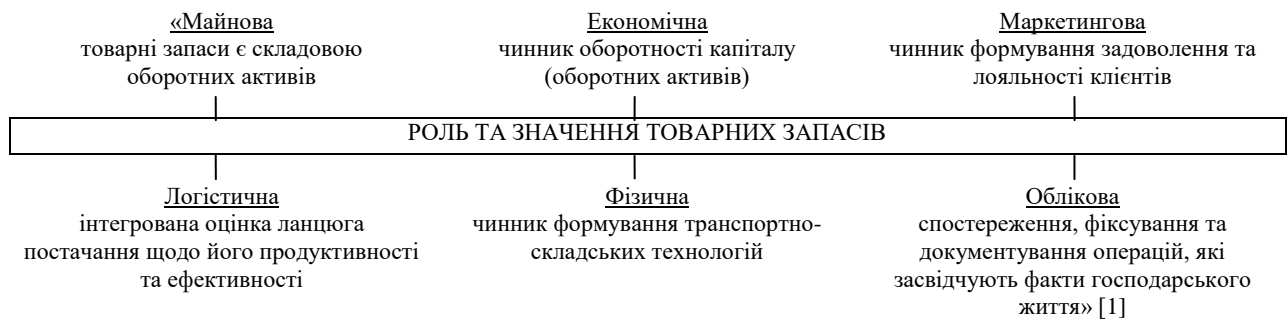 «Майнова
товарні запаси є складовою
оборотних активів
Економічна
чинник оборотності капіталу
(оборотних активів)
Маркетингова
чинник формування задоволення та
лояльності клієнтів
РОЛЬ ТА ЗНАЧЕННЯ ТОВАРНИХ ЗАПАСІВ
Логістична
інтегрована оцінка ланцюга
постачання щодо його продуктивності
та ефективності
Фізична
чинник формування транспортно-
складських технологій
Облікова
спостереження, фіксування та
документування операцій, які
засвідчують факти господарського
життя» [1]